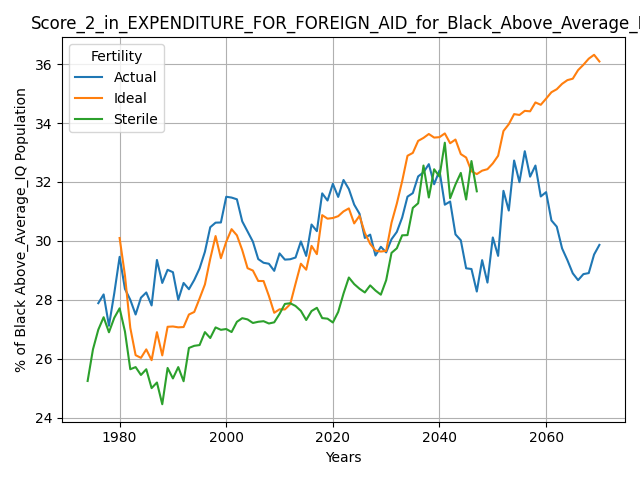 Score_2_in_EXPENDITURE_FOR_FOREIGN_AID_for_Black_Above_Average_
Fertility
Actual
Ideal
Sterile
% of Black Above_Average_IQ Population
36
34
32
30
28
26
24
1980
2000
2020
2040
2060
Years